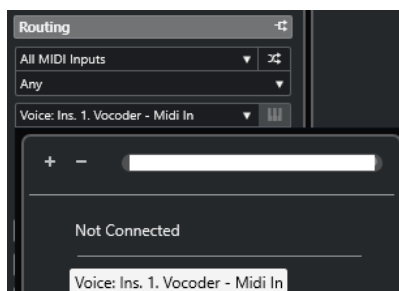 Routing
All MIDI Inputs
Any
Voice: Ins. 1. Vocoder - Midi In
+ −
Not Connected
Voice: Ins. 1. Vocoder - Midi In